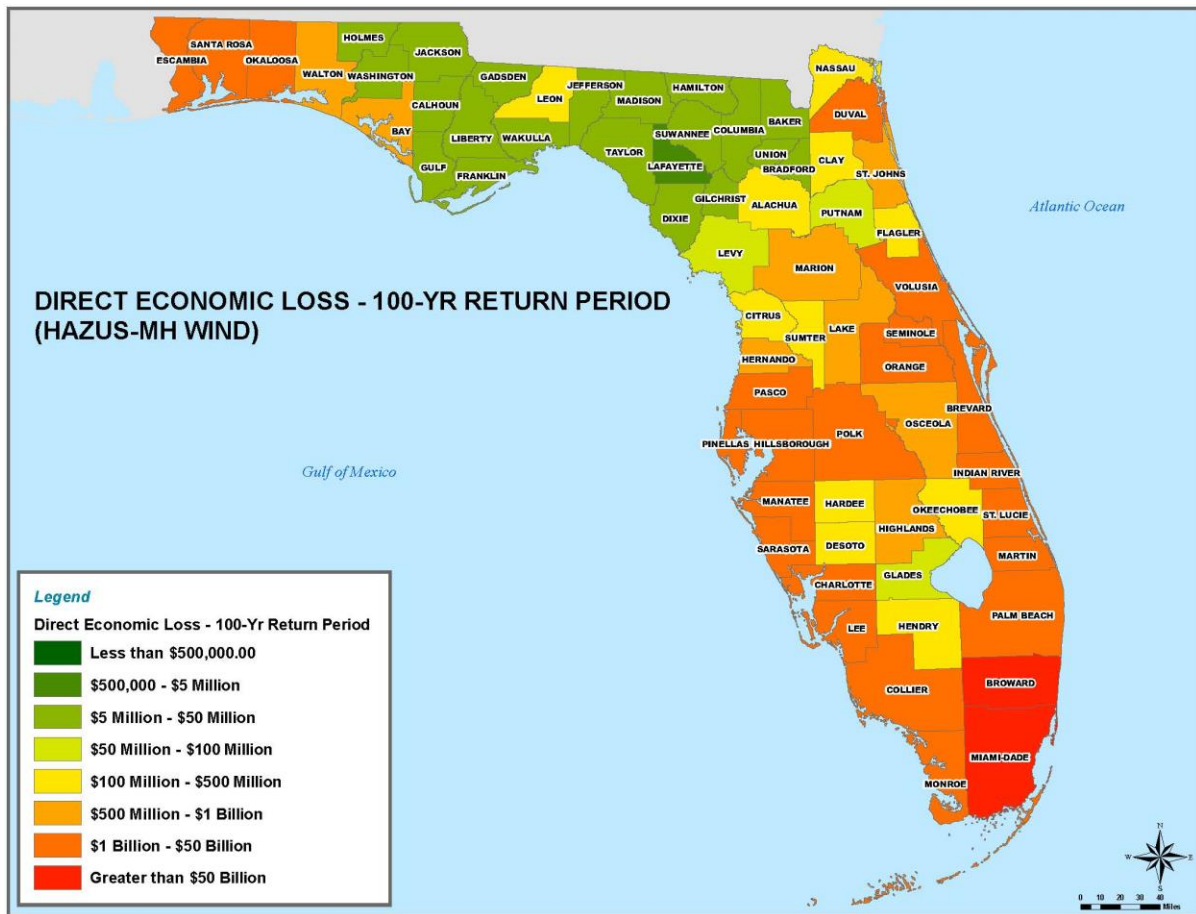 HOLMES
SANTA ROSA
JACKSON
ESCAMBIA
OKALOOSA
WALTON
WASHINGTON
GADSDEN
NASSAU
JEFFERSON
HAMILTON
LEON
MADISON
CALHOUN
DUVAL
BAKER
BAY
SUWANNEE
COLUMBIA
LIBERTY
WAKULLA
TAYLOR
UNION
CLAY
GULF
LAFAYETTE
BRADFORD
ST. JOHNS
FRANKLIN
GILCHRIST
ALACHUA
Atlantic Ocean
DIXIE
PUTNAM
FLAGLER
LEVY
MARION
VOLUSIA
DIRECT ECONOMIC LOSS - 100-YR RETURN PERIOD
(HAZUS-MH WIND)
CITRUS
LAKE
SEMINOLE
SUMTER
HERNANDO
ORANGE
PASCO
BREVARD
OSCEOLA
POLK
PINELLAS
HILLSBOROUGH
Gulf of Mexico
INDIAN RIVER
MANATEE
HARDEE
OKEECHOBEE
ST. LUCIE
HIGHLANDS
DESOTO
SARASOTA
MARTIN
GLADES
CHARLOTTE
PALM BEACH
LEE
HENDRY
BROWARD
COLLIER
MIAMI-DADE
MONROE
Legend
Direct Economic Loss - 100-Yr Return Period
Less than $500,000.00
$500,000 - $5 Million
$5 Million - $50 Million
$50 Million - $100 Million
$100 Million - $500 Million
$500 Million - $1 Billion
$1 Billion - $50 Billion
Greater than $50 Billion
N
W E
S
0 10 20 30 40
Miles